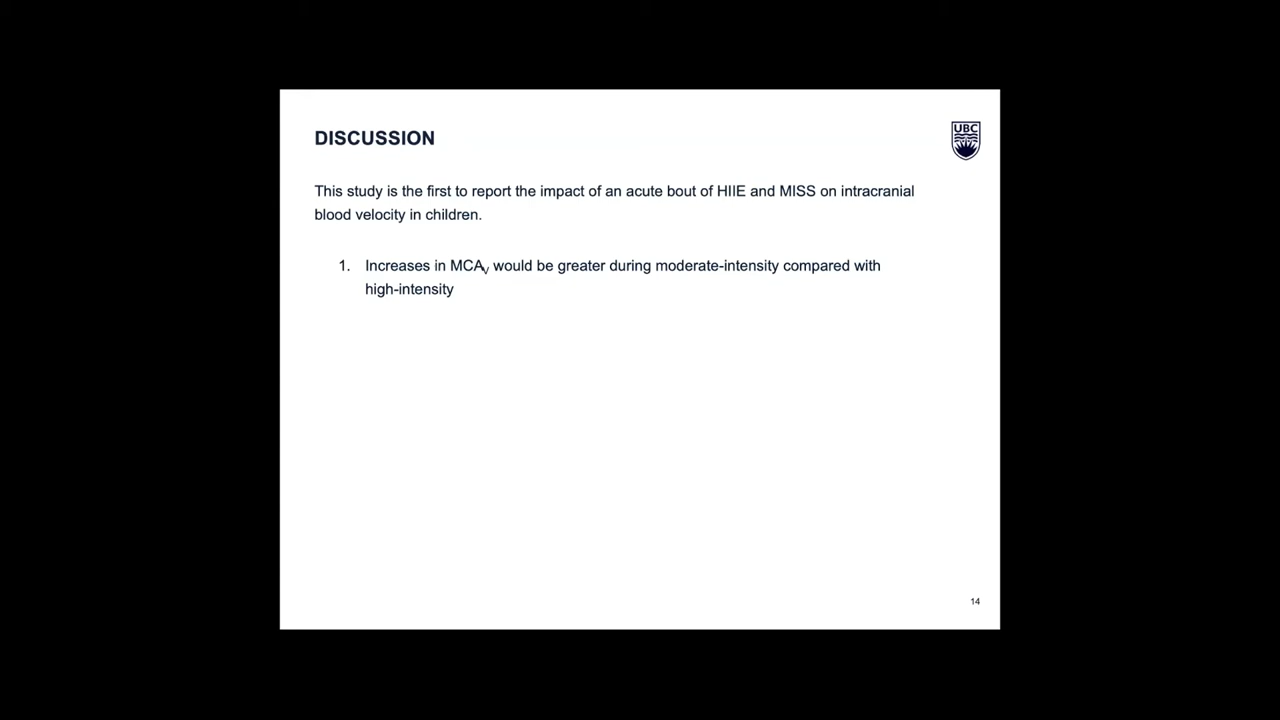 DISCUSSION
UBC
This study is the first to report the impact of an acute bout of HIIE and MISS on intracranial
blood velocity in children.
1. Increases in MCAv would be greater during moderate-intensity compared with
high-intensity
14